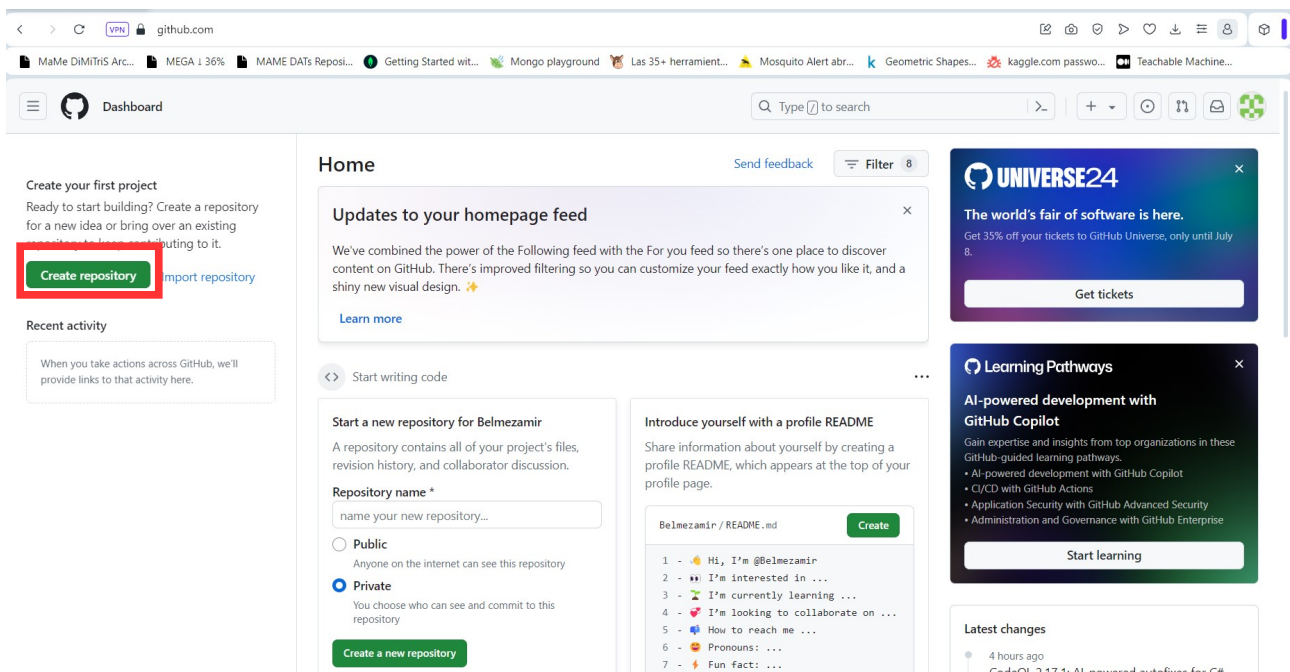 VPN github.com
MaMe DiMiTriS Arc... MEGA ↓ 36% MAME DATs Reposi... Getting Started wit... Mongo playground Las 35+ herramient... Mosquito Alert abr... Geometric Shapes... kaggle.com passwo... Teachable Machine...
Dashboard
Type / to search
Create your first project
Ready to start building? Create a repository
for a new idea or bring over an existing
repository to keep contributing to it.
Create repository Import repository
Recent activity
When you take actions across GitHub, we'll
provide links to that activity here.
Home
Send feedback
Filter 8
Updates to your homepage feed
We've combined the power of the Following feed with the For you feed so there's one place to discover
content on GitHub. There's improved filtering so you can customize your feed exactly how you like it, and a
shiny new visual design. ✨
Learn more
Start writing code
Start a new repository for Belmezamir
A repository contains all of your project's files,
revision history, and collaborator discussion.
Repository name *
name your new repository...
Public
Anyone on the internet can see this repository
Private
You choose who can see and commit to this
repository
Create a new repository
Introduce yourself with a profile README
Share information about yourself by creating a
profile README, which appears at the top of your
profile page.
Belmezamir / README.md
Create
1 - 👋 Hi, I'm @Belmezamir
2 - 👀 I'm interested in ...
3 - 🌱 I'm currently learning ...
4 - 💞️ I'm looking to collaborate on ...
5 - 📫 How to reach me ...
6 - 😄 Pronouns: ...
7 - ⚡ Fun fact: ...
UNIVERSE24
The world's fair of software is here.
Get 35% off your tickets to GitHub Universe, only until July
8.
Get tickets
Learning Pathways
AI-powered development with
GitHub Copilot
Gain expertise and insights from top organizations in these
GitHub-guided learning pathways.
• AI-powered development with GitHub Copilot
• CI/CD with GitHub Actions
• Application Security with GitHub Advanced Security
• Administration and Governance with GitHub Enterprise
Start learning
Latest changes
4 hours ago
CodeQL 2.17.1: AI-powered autofixes for C#